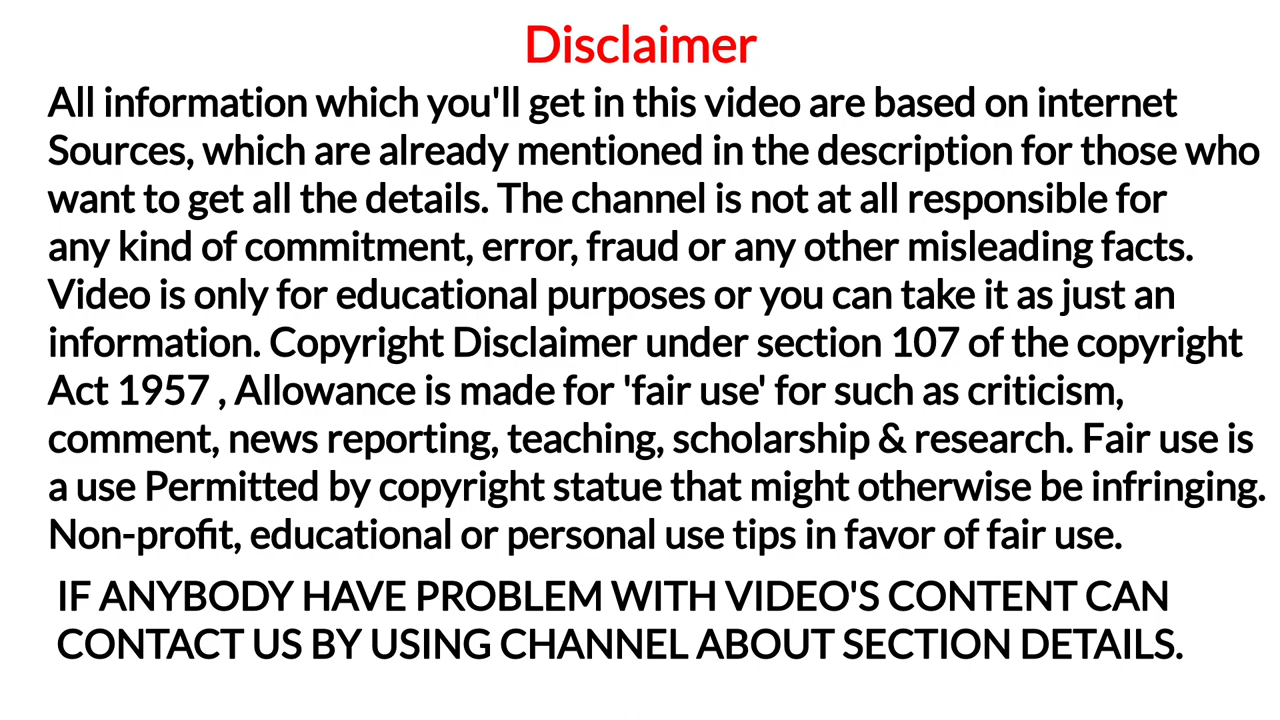 Disclaimer
All information which you'll get in this video are based on internet
Sources, which are already mentioned in the description for those who
want to get all the details. The channel is not at all responsible for
any kind of commitment, error, fraud or any other misleading facts.
Video is only for educational purposes or you can take it as just an
information. Copyright Disclaimer under section 107 of the copyright
Act 1957 , Allowance is made for 'fair use' for such as criticism,
comment, news reporting, teaching, scholarship & research. Fair use is
a use Permitted by copyright statue that might otherwise be infringing.
Non-profit, educational or personal use tips in favor of fair use.
IF ANYBODY HAVE PROBLEM WITH VIDEO'S CONTENT CAN
CONTACT US BY USING CHANNEL ABOUT SECTION DETAILS.